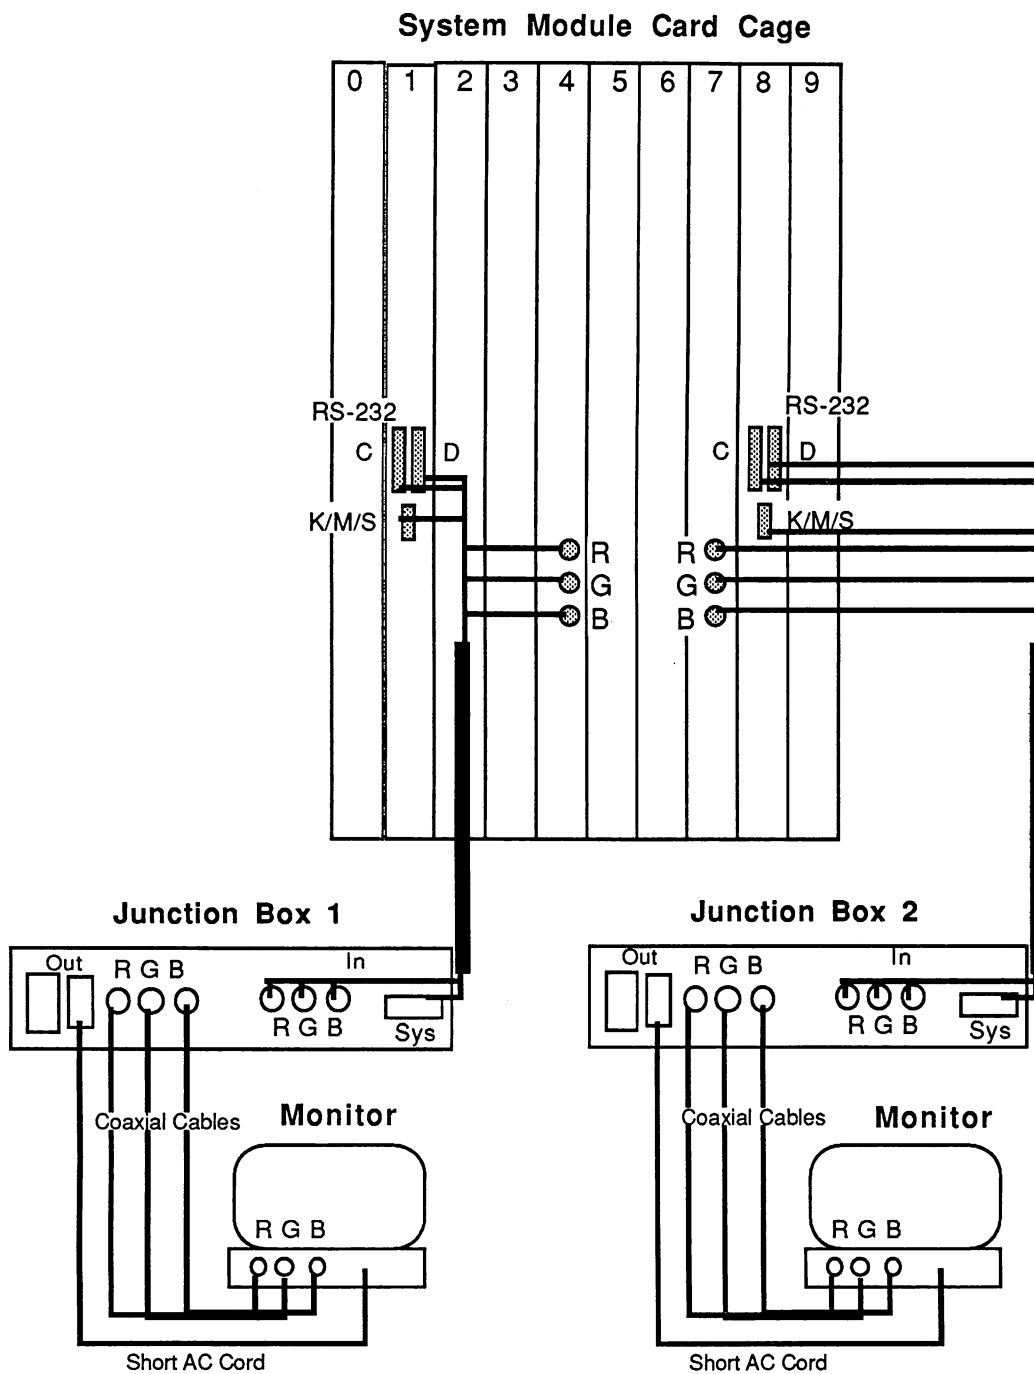 System Module Card Cage
0 1 2 3 4 5 6 7 8 9
RS-232 RS-232
C D C D
K/M/S K/M/S
R R
G G
B B
Junction Box 1 Junction Box 2
Out R G B In Out R G B In
R G B Sys R G B Sys
Coaxial Cables Monitor Coaxial Cables Monitor
R G B R G B
Short AC Cord Short AC Cord